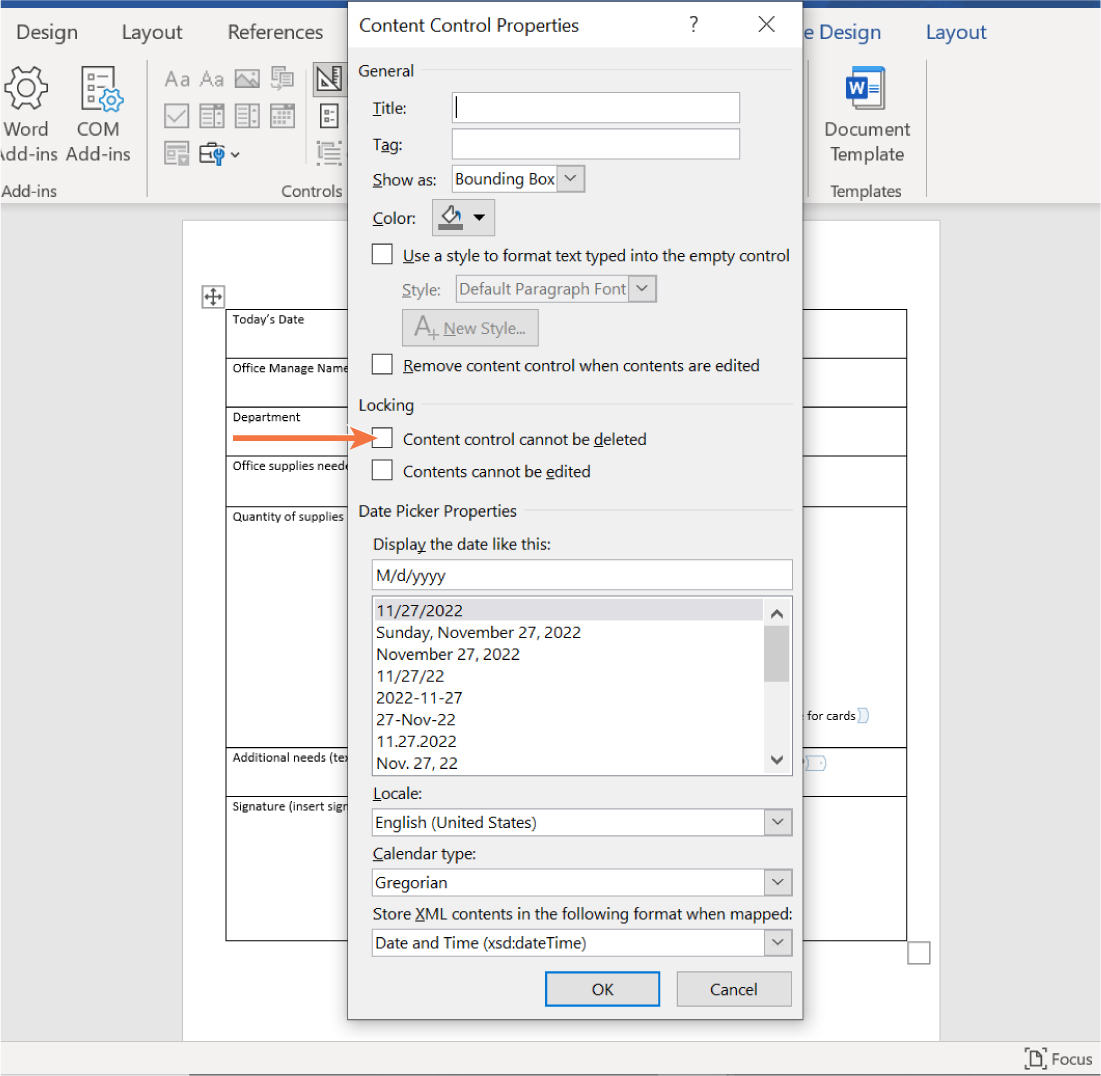 Design Layout References
e Design Layout
Content Control Properties ?
General
Title:
Tag:
Show as: Bounding Box
Color:
Use a style to format text typed into the empty control
Style: Default Paragraph Font
A+ New Style...
Remove content control when contents are edited
Locking
Content control cannot be deleted
Contents cannot be edited
Date Picker Properties
Display the date like this:
M/d/yyyy
11/27/2022
Sunday, November 27, 2022
November 27, 2022
11/27/22
2022-11-27
27-Nov-22
11.27.2022
Nov. 27, 22
Locale:
English (United States)
Calendar type:
Gregorian
Store XML contents in the following format when mapped:
Date and Time (xsd:dateTime)
OK Cancel
Word
Add-ins
COM
Add-ins
Add-ins
Aa Aa
Controls
W
Document
Template
Templates
Today's Date
Office Manage Name
Department
Office supplies neede
Quantity of supplies
for cards
Additional needs (tex
Signature (insert sign
Focus